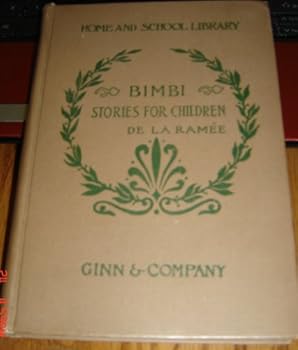 HOME AND SCHOOL LIBRARY
BIMBI
STORIES FOR CHILDREN
DE LA RAMÉE
GINN & COMPANY